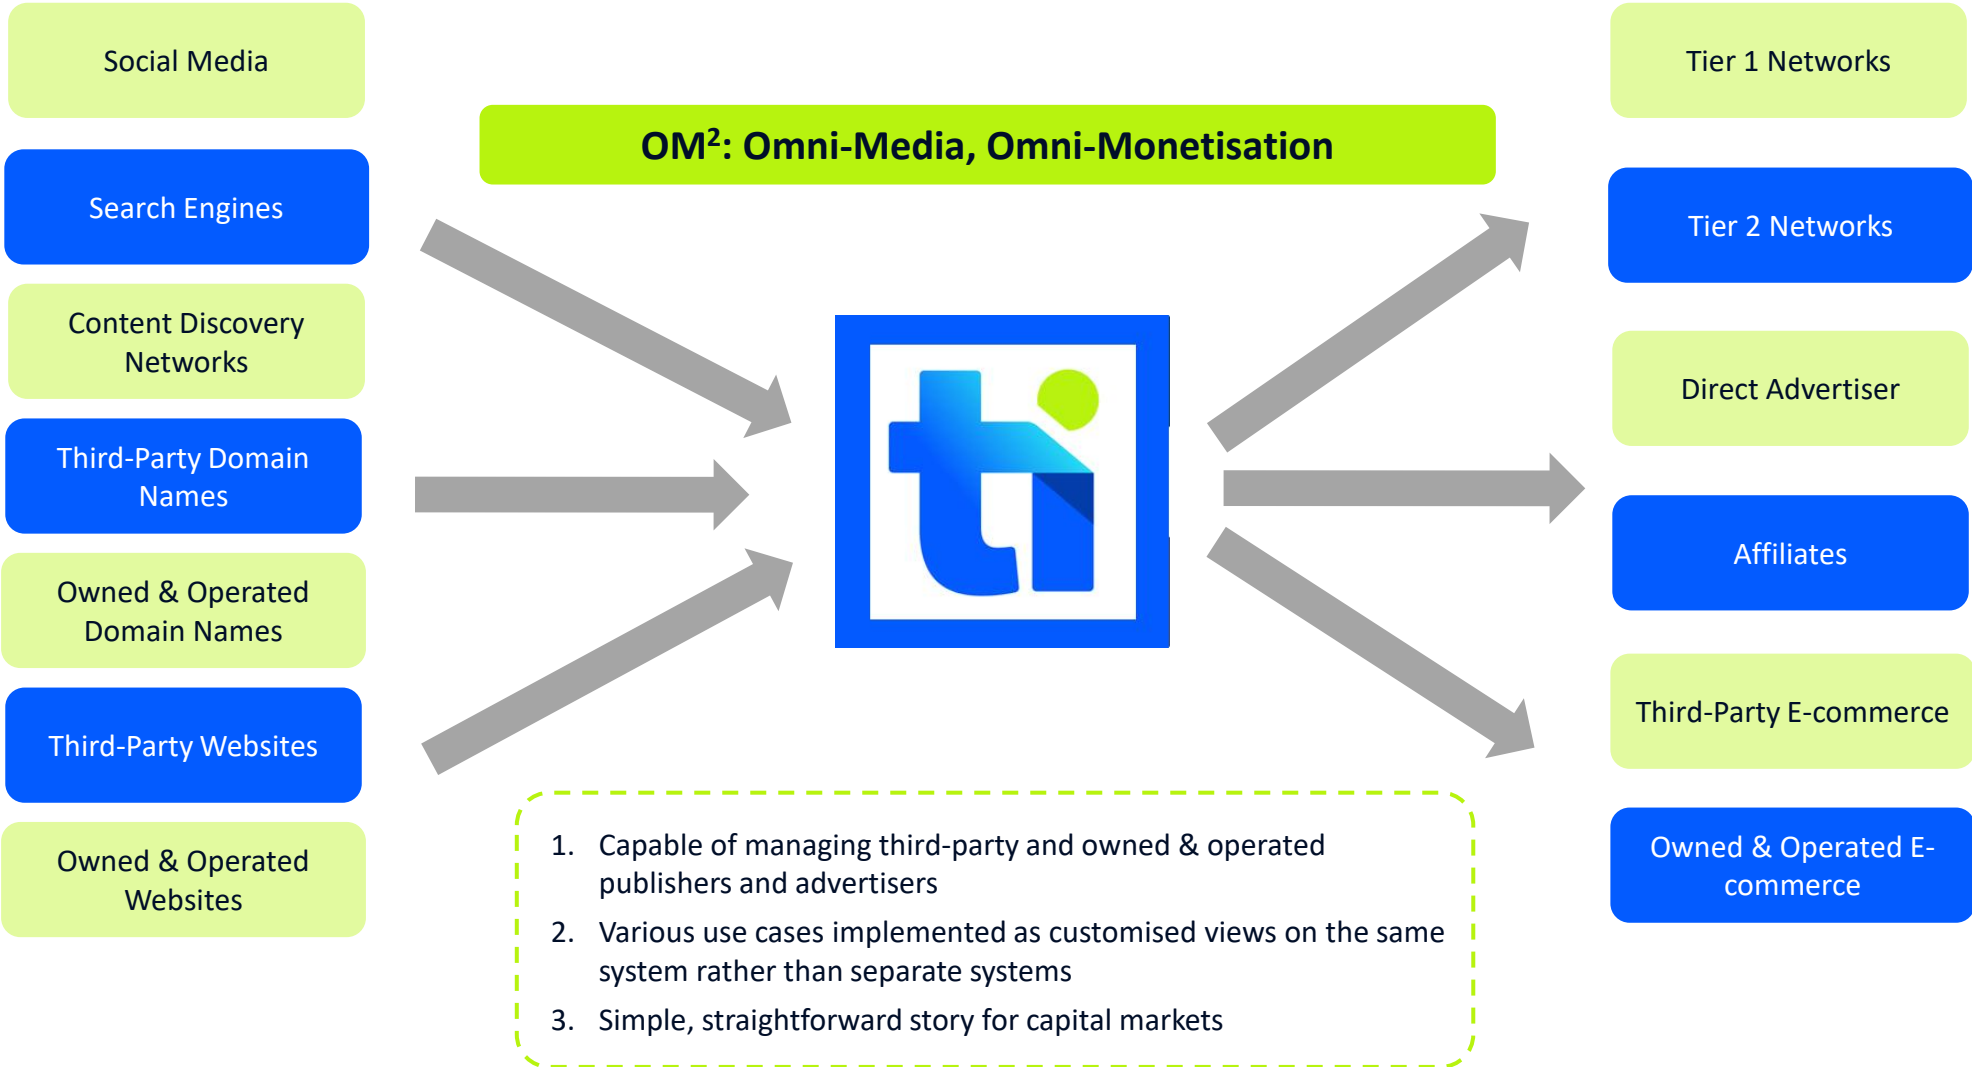 Social Media
Search Engines
Content Discovery
Networks
Third-Party Domain
Names
Owned & Operated
Domain Names
Third-Party Websites
Owned & Operated
Websites
OM²: Omni-Media, Omni-Monetisation
ti
1. Capable of managing third-party and owned & operated
publishers and advertisers
2. Various use cases implemented as customised views on the same
system rather than separate systems
3. Simple, straightforward story for capital markets
Tier 1 Networks
Tier 2 Networks
Direct Advertiser
Affiliates
Third-Party E-commerce
Owned & Operated E-
commerce